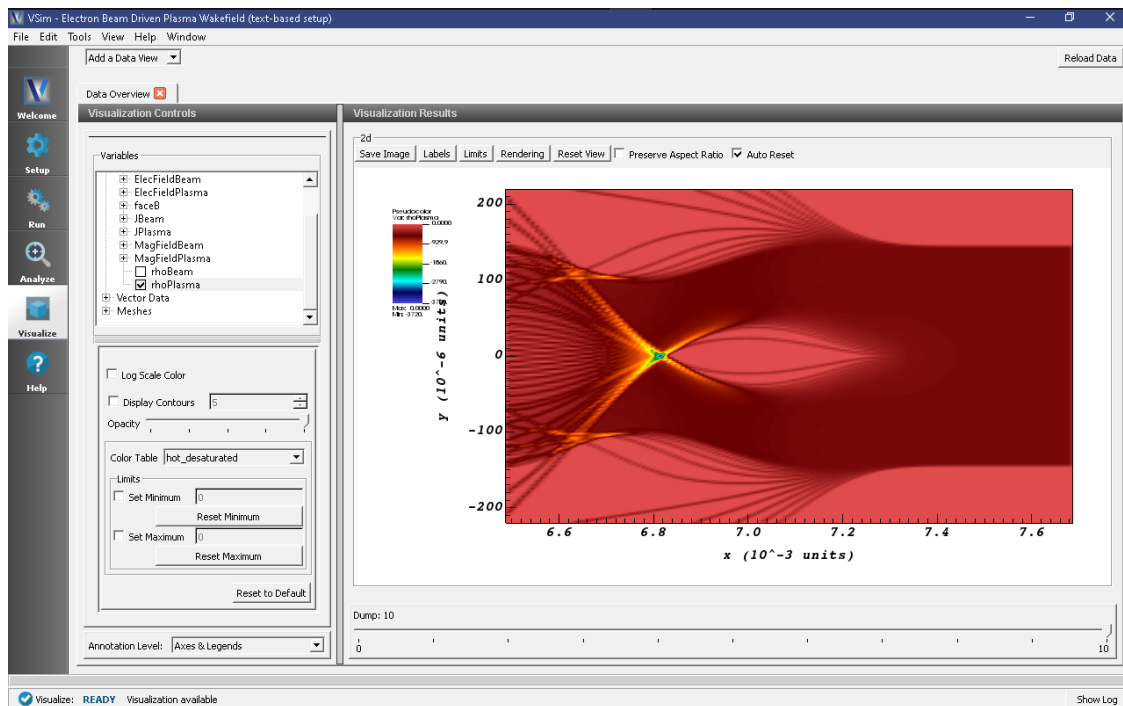 VSim - Electron Beam Driven Plasma Wakefield (text-based setup)
File Edit Tools View Help Window
Add a Data View
Reload Data
Data Overview
Welcome
Setup
Run
Analyze
Visualize
Help
Visualization Controls
Variables
ElecFieldBeam
ElecFieldPlasma
faceB
JBeam
JPlasma
MagFieldBeam
MagFieldPlasma
rhoBeam
rhoPlasma
Vector Data
Meshes
Log Scale Color
Display Contours 5
Opacity
Color Table hot_desaturated
Limits
Set Minimum 0
Reset Minimum
Set Maximum 0
Reset Maximum
Reset to Default
Annotation Level: Axes & Legends
Visualization Results
2d
Save Image Labels Limits Rendering Reset View Preserve Aspect Ratio Auto Reset
Pseudocolor
Var: rhoPlasma
0.0000
-929.9
-1860.
-2790.
Max: 0.0000
Min: -3720.
y (10^-6 units)
200
100
0
-100
-200
6.6 6.8 7.0 7.2 7.4 7.6
x (10^-3 units)
Dump: 10
0 10
Visualize: READY Visualization available
Show Log